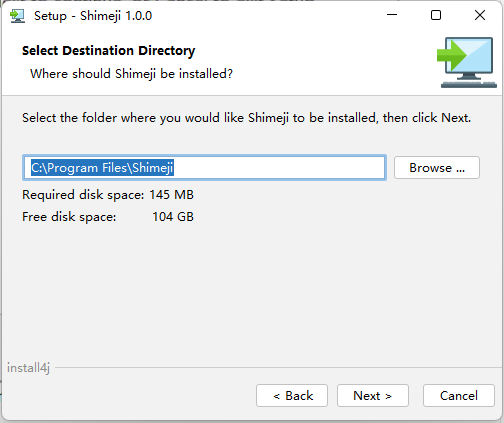 Setup - Shimeji 1.0.0
Select Destination Directory
Where should Shimeji be installed?
Select the folder where you would like Shimeji to be installed, then click Next.
C:\Program Files\Shimeji
Browse ...
Required disk space: 145 MB
Free disk space: 104 GB
install4j
< Back
Next >
Cancel